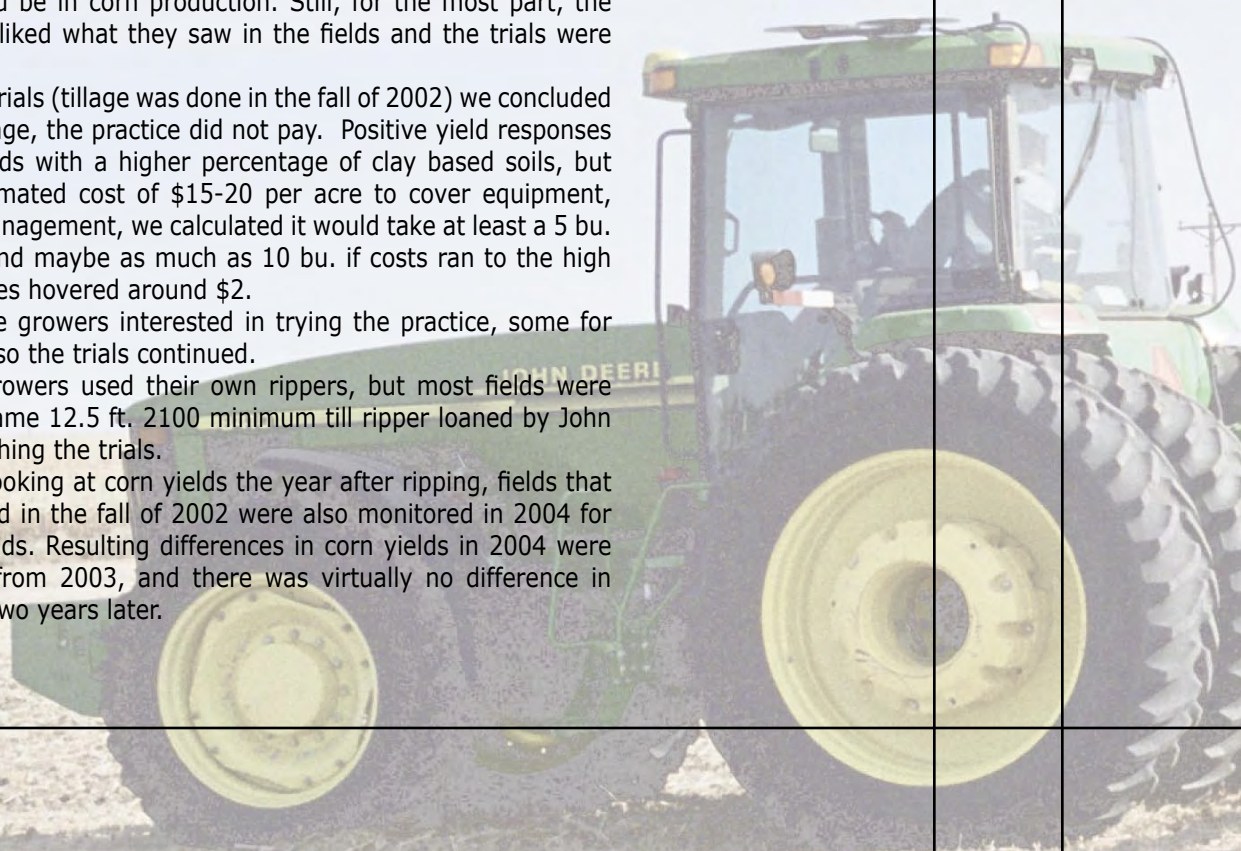 be in corn production. Still, for the most part, the
liked what they saw in the fields and the trials were
rials (tillage was done in the fall of 2002) we concluded
ge, the practice did not pay. Positive yield responses
ds with a higher percentage of clay based soils, but
mated cost of $15-20 per acre to cover equipment,
nagement, we calculated it would take at least a 5 bu.
nd maybe as much as 10 bu. if costs ran to the high
es hovered around $2.
e growers interested in trying the practice, some for
so the trials continued.
rowers used their own rippers, but most fields were
ame 12.5 ft. 2100 minimum till ripper loaned by John
hing the trials.
ooking at corn yields the year after ripping, fields that
d in the fall of 2002 were also monitored in 2004 for
ds. Resulting differences in corn yields in 2004 were
from 2003, and there was virtually no difference in
wo years later.
JOHN DEERE